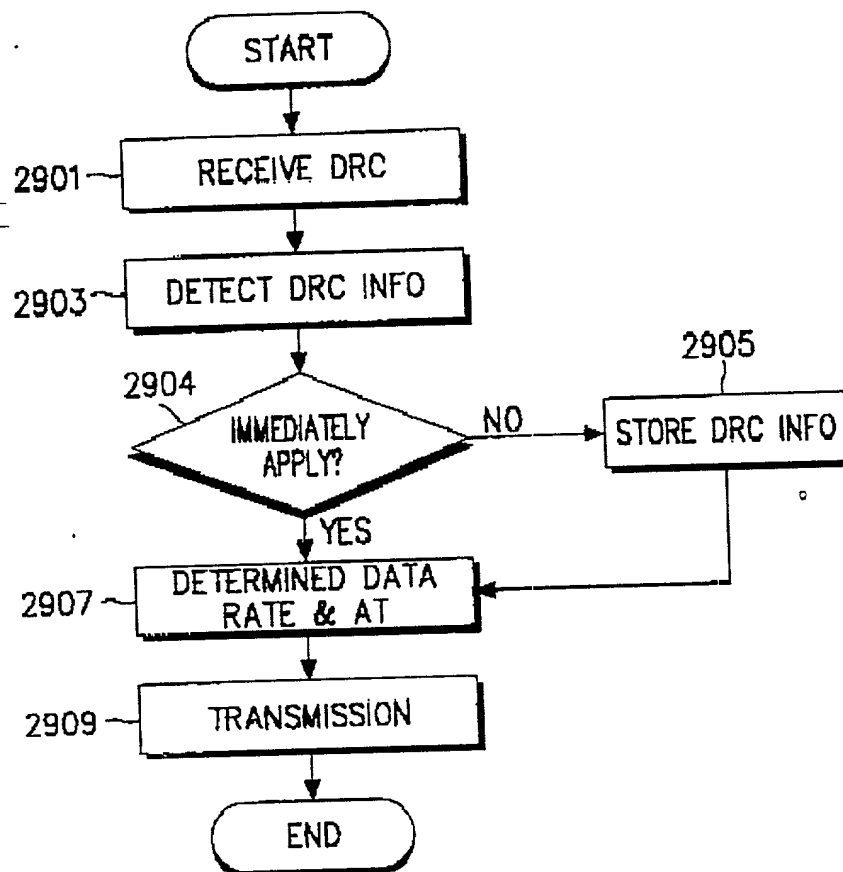 START
2901
RECEIVE DRC
2903
DETECT DRC INFO
2904
IMMEDIATELY
APPLY?
NO
2905
STORE DRC INFO
YES
2907
DETERMINED DATA
RATE & AT
2909
TRANSMISSION
END